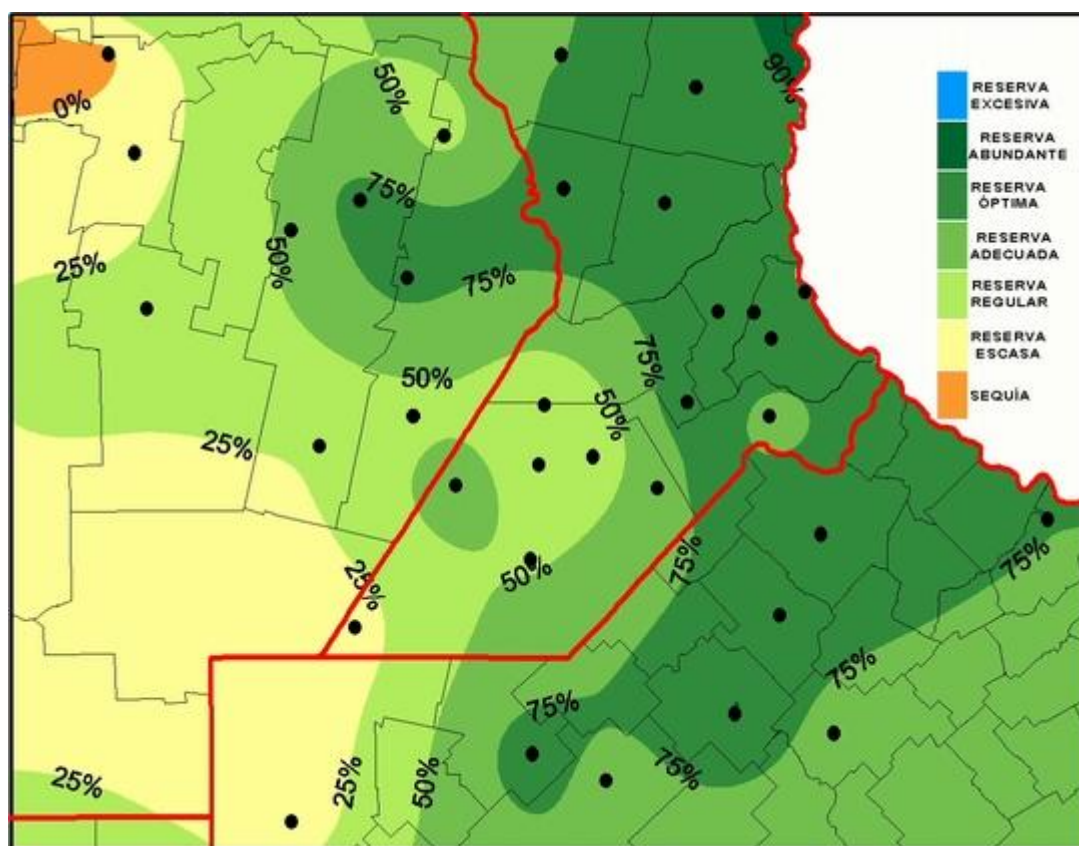 50%
90%
0%
75%
50%
25%
75%
75%
50%
50%
25%
25%
50%
75%
75%
75%
75%
75%
25%
25%
50%
RESERVA
EXCESIVA
RESERVA
ABUNDANTE
RESERVA
ÓPTIMA
RESERVA
ADECUADA
RESERVA
REGULAR
RESERVA
ESCASA
SEQUÍA